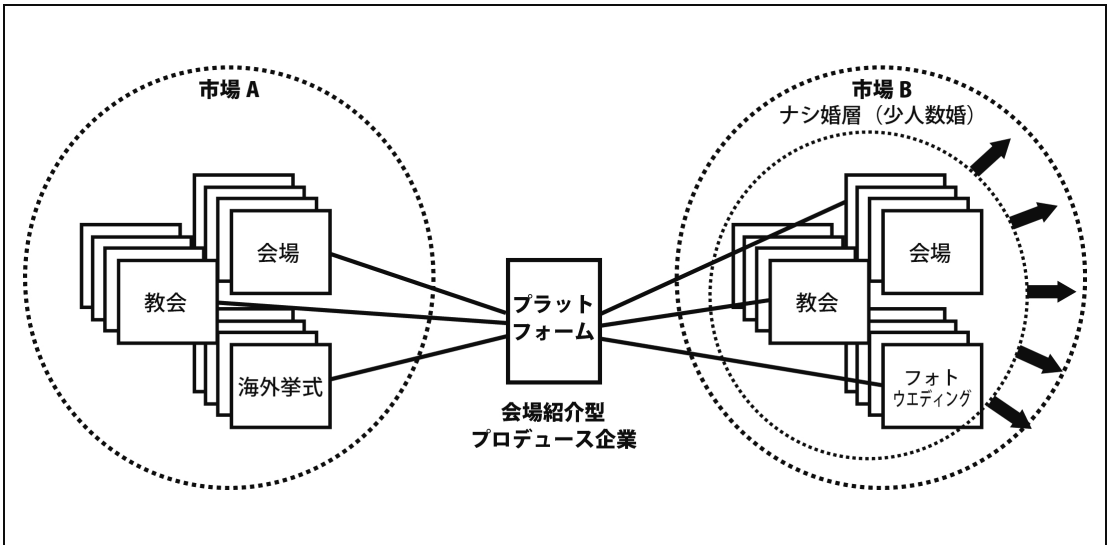 市場 A
会場
教会
海外挙式
プラット
フォーム
会場紹介型
プロデュース企業
市場 B
ナシ婚層（少人数婚）
会場
教会
フォト
ウエディング